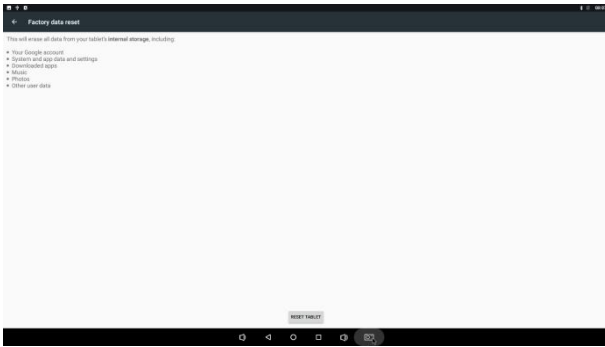 Factory data reset
This will erase all data from your tablet's internal storage, including:
• Your Google account
• System and app data and settings
• Downloaded apps
• Music
• Photos
• Other user data
RESET TABLET